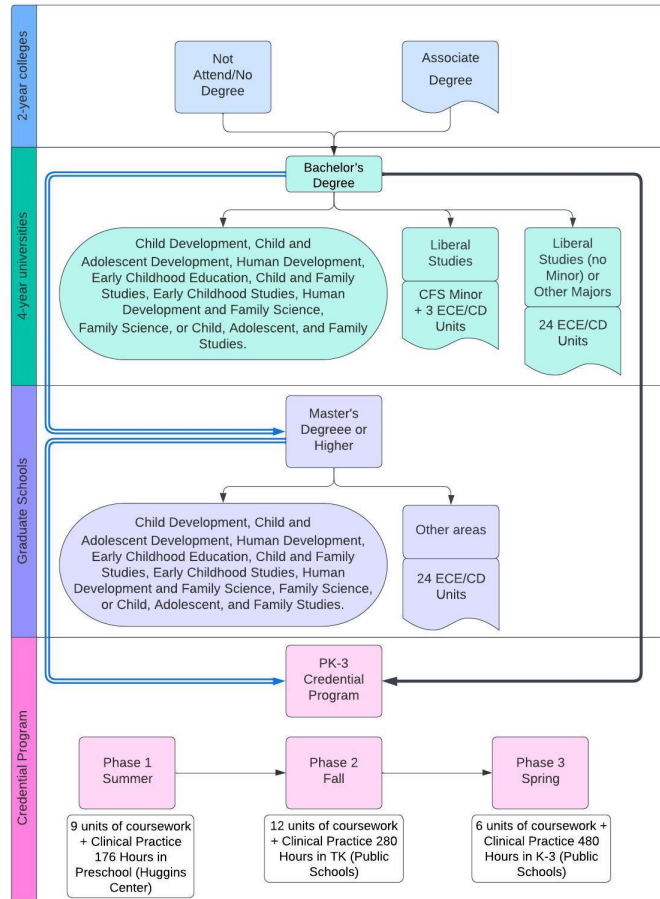 2-year colleges
Not
Attend/No
Degree
Associate
Degree
4-year universities
Bachelor's
Degree
Child Development, Child and
Adolescent Development, Human Development,
Early Childhood Education, Child and Family
Studies, Early Childhood Studies, Human
Development and Family Science,
Family Science, or Child, Adolescent, and Family
Studies.
Liberal
Studies
CFS Minor
+ 3 ECE/CD
Units
Liberal
Studies (no
Minor) or
Other Majors
24 ECE/CD
Units
Graduate Schools
Master's
Degreee or
Higher
Child Development, Child and
Adolescent Development, Human Development,
Early Childhood Education, Child and Family
Studies, Early Childhood Studies, Human
Development and Family Science, Family Science,
or Child, Adolescent, and Family Studies.
Other areas
24 ECE/CD
Units
Credential Program
PK-3
Credential
Program
Phase 1
Summer
Phase 2
Fall
Phase 3
Spring
9 units of coursework
+ Clinical Practice
176 Hours in
Preschool (Huggins
Center)
12 units of coursework
+ Clinical Practice 280
Hours in TK (Public
Schools)
6 units of coursework +
Clinical Practice 480
Hours in K-3 (Public
Schools)